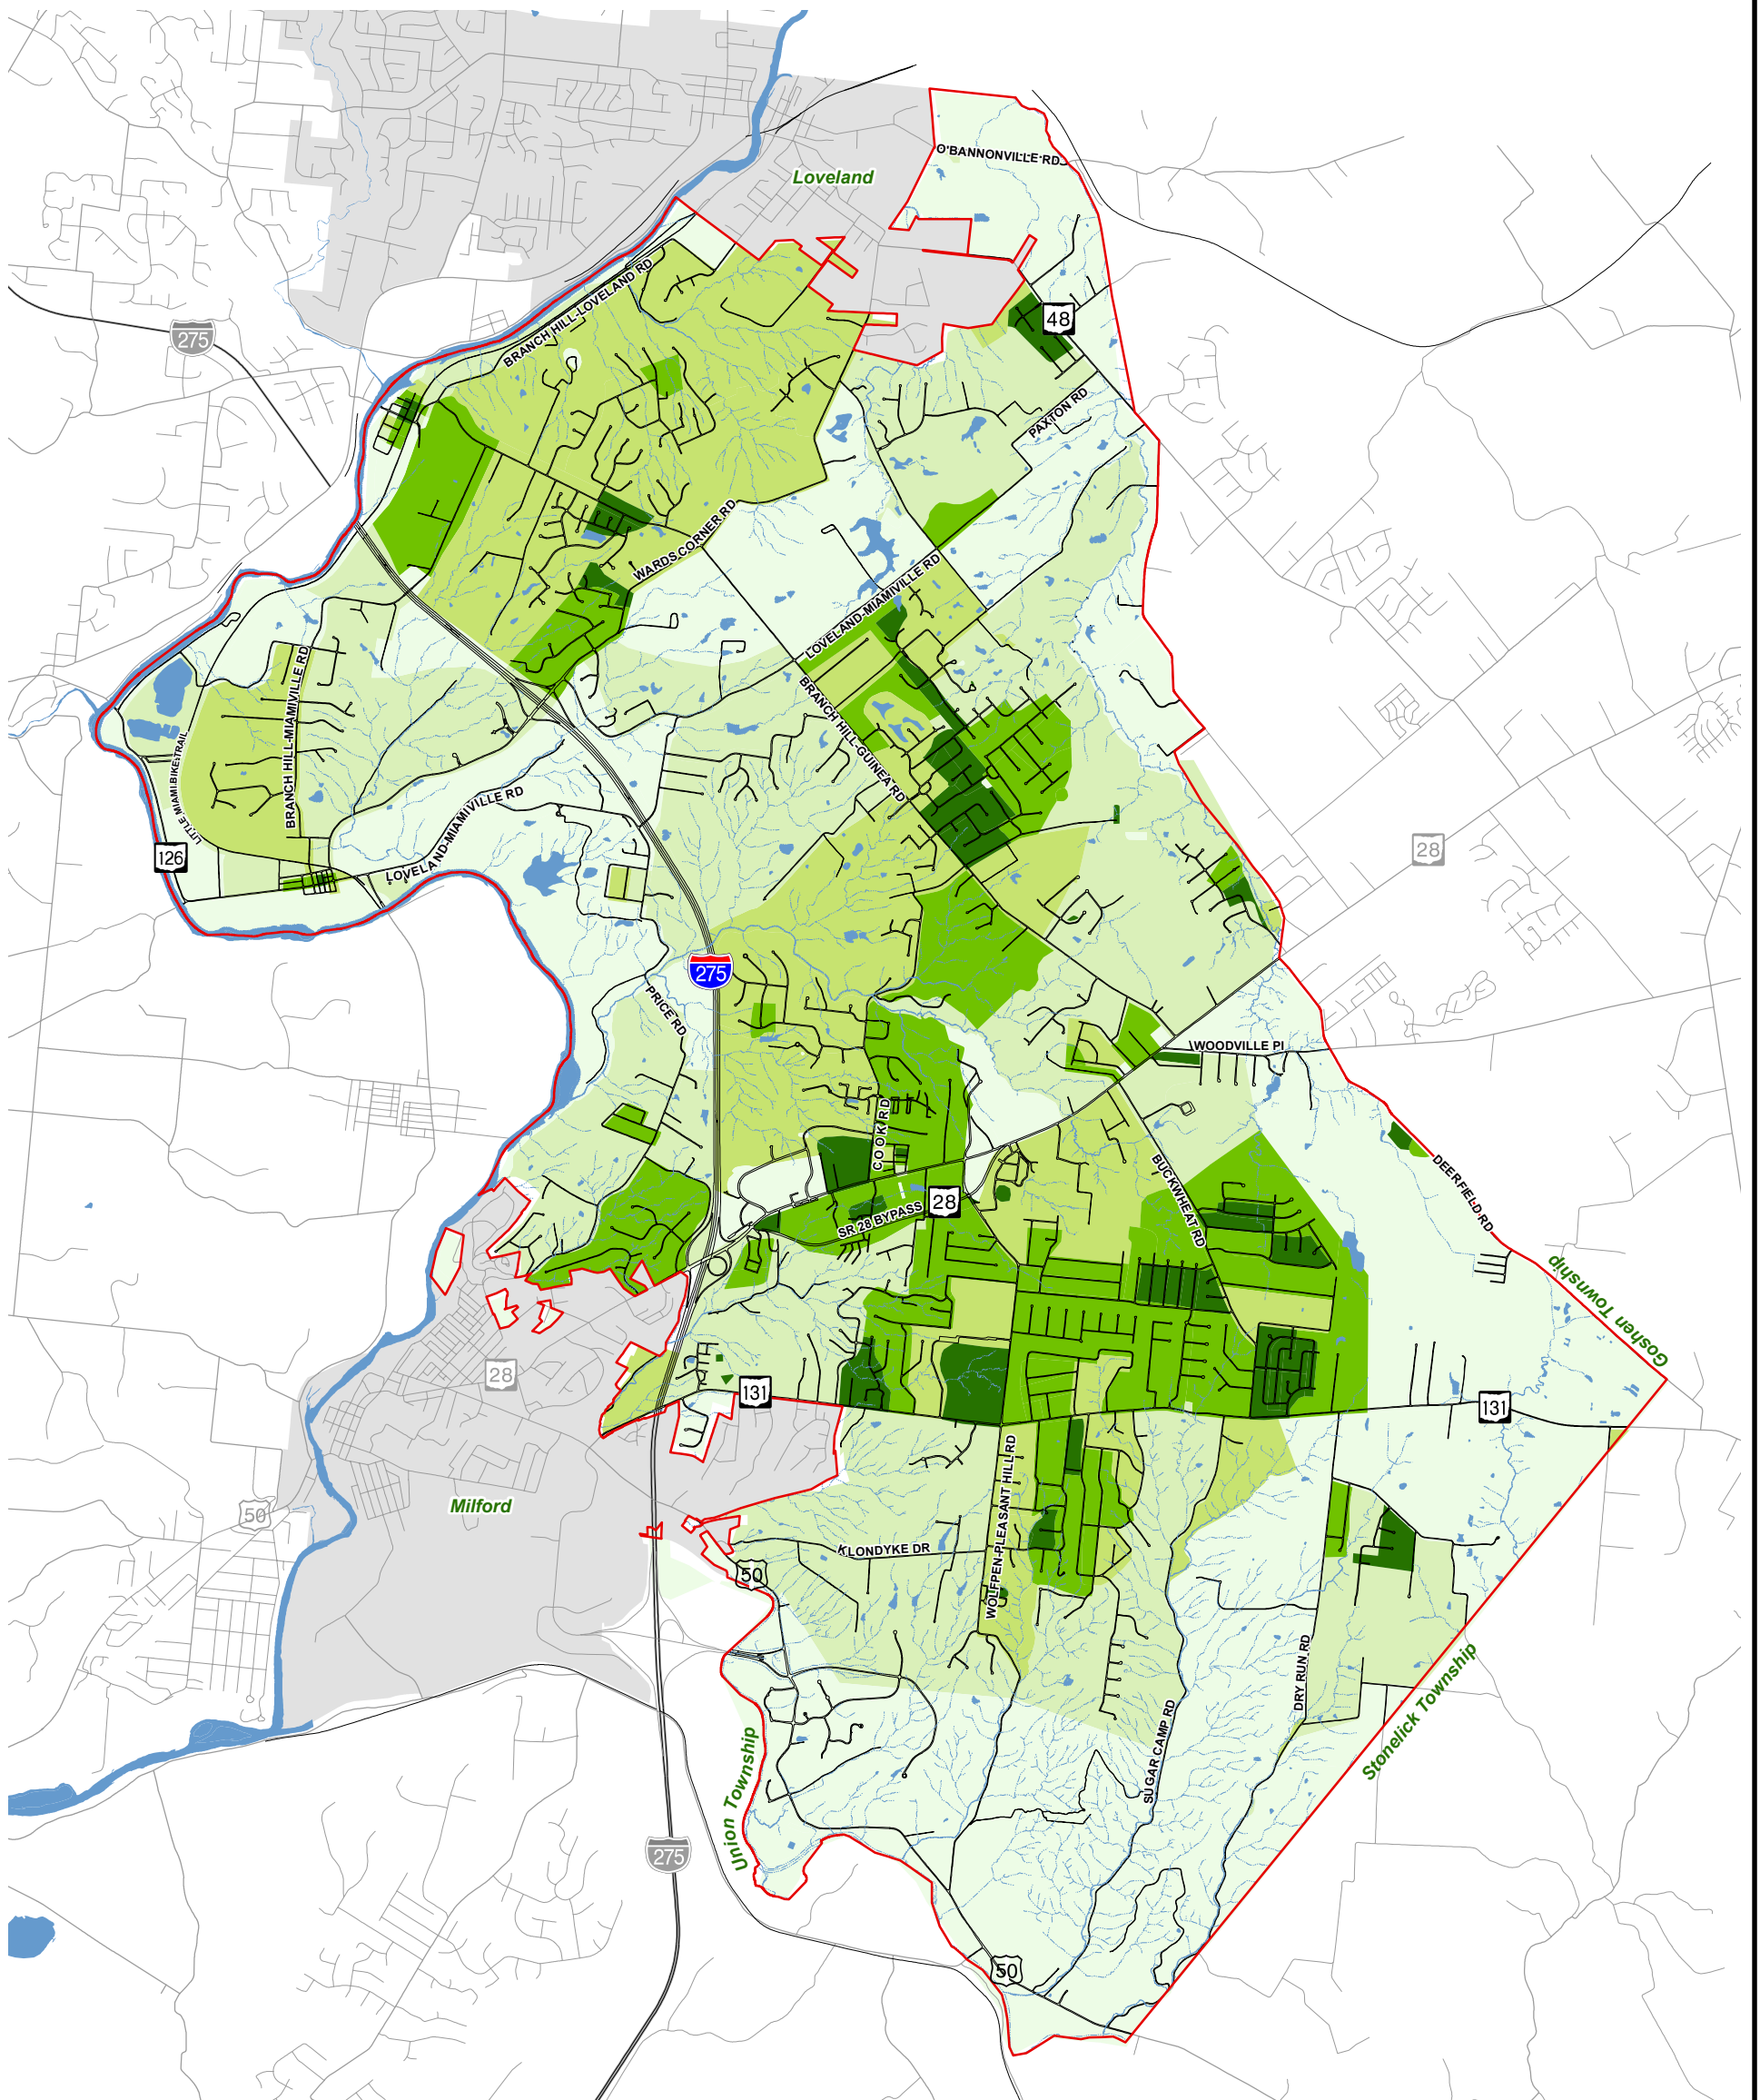 O'BANNONVILLE RD
Loveland
BRANCH HILL-LOVELAND RD
48
275
PAXTON RD
WARDS CORNER RD
LOVELAND-MIAMIVILLE RD
BRANCH HILL-MIAMIVILLE RD
BRANCH HILL-GUINEA RD
LITTLE MIAMI BIKE TRAIL
LOVELAND-MIAMIVILLE RD
126
28
275
PRICE RD
WOODVILLE PI
COOK RD
BUCKWHEAT RD
DEERFIELD RD
28
SR 28 BYPASS
Goshen Township
28
131
131
WOLFPEN-PLEASANT HILL RD
Milford
50
KLONDYKE DR
50
DRY RUN RD
Stonelick Township
SUGAR CAMP RD
Union Township
275
50